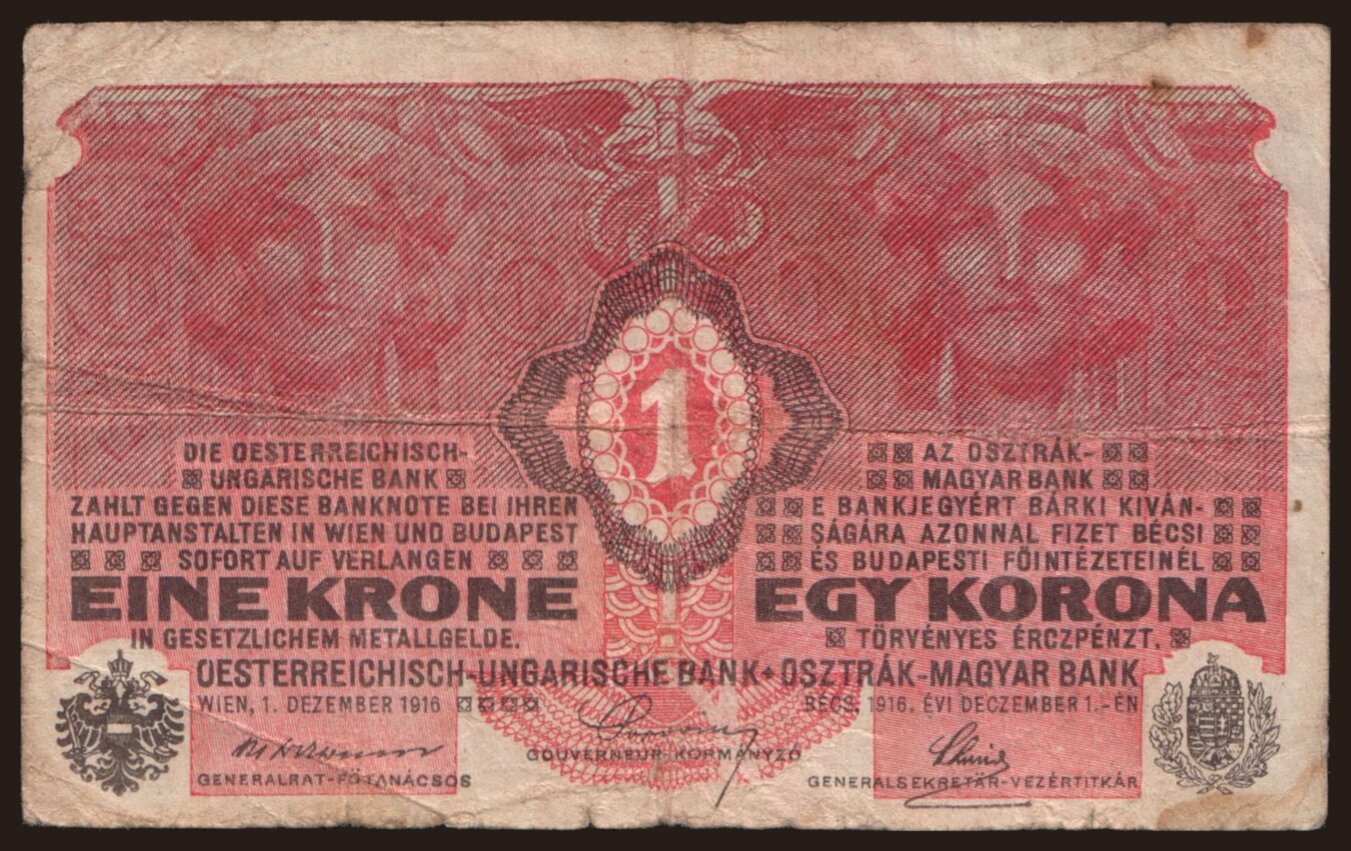 1
DIE OESTERREICHISCH-
UNGARISCHE BANK
ZAHLT GEGEN DIESE BANKNOTE BEI IHREN
HAUPTANSTALTEN IN WIEN UND BUDAPEST
SOFORT AUF VERLANGEN
EINE KRONE
IN GESETZLICHEM METALLGELDE.
AZ OSZTRÁK-
MAGYAR BANK
E BANKJEGYÉRT BÁRKI KIVÁN-
SÁGÁRA AZONNAL FIZET BÉCSI
ÉS BUDAPESTI FŐINTÉZETEINÉL
EGY KORONA
TÖRVÉNYES ÉRCZPÉNZT.
OESTERREICHISCH-UNGARISCHE BANK + OSZTRÁK-MAGYAR BANK
WIEN, 1. DEZEMBER 1916
BÉCS, 1916. ÉVI DECZEMBER 1.-ÉN
GENERALRAT-FŐTANÁCSOS
GOUVERNEUR-KORMÁNYZÓ
GENERALSEKRETÄR-VEZÉRTITKÁR